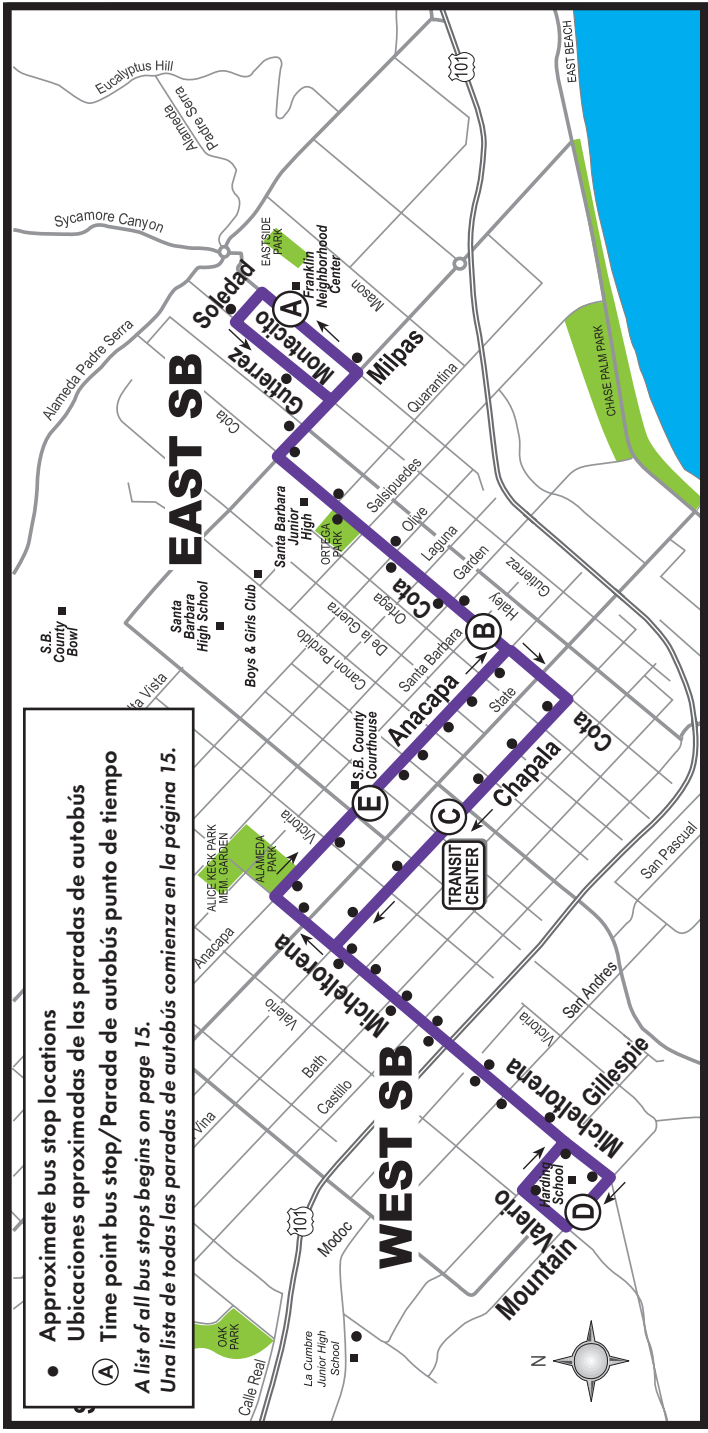 Approximate bus stop locations
Ubicaciones aproximadas de las paradas de autobús
A
Time point bus stop/Parada de autobús punto de tiempo
A list of all bus stops begins on page 15.
Una lista de todas las paradas de autobús comienza en la página 15.
EAST SB
WEST SB
Eucalyptus Hill
Alameda
Padre Serra
Sycamore Canyon
Alameda Padre Serra
EASTSIDE
PARK
Franklin
Neighborhood
Center
Mason
Soledad
A
Montecito
Gutierrez
Milpas
Quarantina
Cota
101
EAST BEACH
CHASE PALM PARK
Santa Barbara
Junior
High
ORTEGA
PARK
Salsipuedes
Olive
Laguna
Garden
Gutierrez
Haley
Cota
Ortega
De la Guerra
Canon Perdido
Santa Barbara
B
S.B.
County
Bowl
Santa
Barbara
High School
Boys & Girls Club
lta Vista
Anacapa
State
Cota
S.B. County
Courthouse
E
C
Chapala
TRANSIT
CENTER
Victoria
ALICE KECK PARK
MEM. GARDEN
ALAMEDA
PARK
Anacapa
Micheltorena
Valerio
Bath
Castillo
Vina
San Pascual
San Andres
Victoria
Micheltorena
Gillespie
Micheltorena
Harding
School
Valerio
D
Mountain
101
Modoc
OAK
PARK
Calle Real
La Cumbre
Junior High
School
N
S